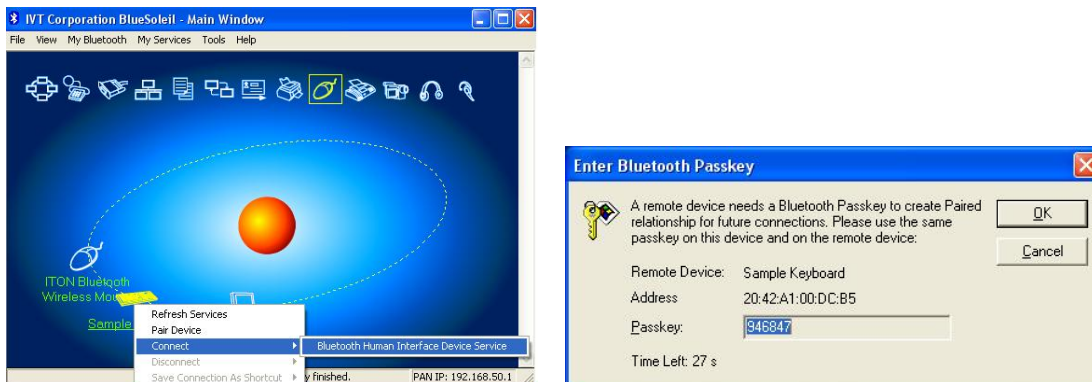 IVT Corporation BlueSoleil - Main Window
File View My Bluetooth My Services Tools Help
ITON Bluetooth
Wireless
Sample
Refresh Services
Pair Device
Connect
Bluetooth Human Interface Device Service
Disconnect
Save Connection As Shortcut
y finished.
PAN IP: 192.168.50.1
Enter Bluetooth Passkey
A remote device needs a Bluetooth Passkey to create Paired
relationship for future connections. Please use the same
passkey on this device and on the remote device:
OK
Cancel
Remote Device: Sample Keyboard
Address 20:42:A1:00:DC:B5
Passkey: 946847
Time Left: 27 s